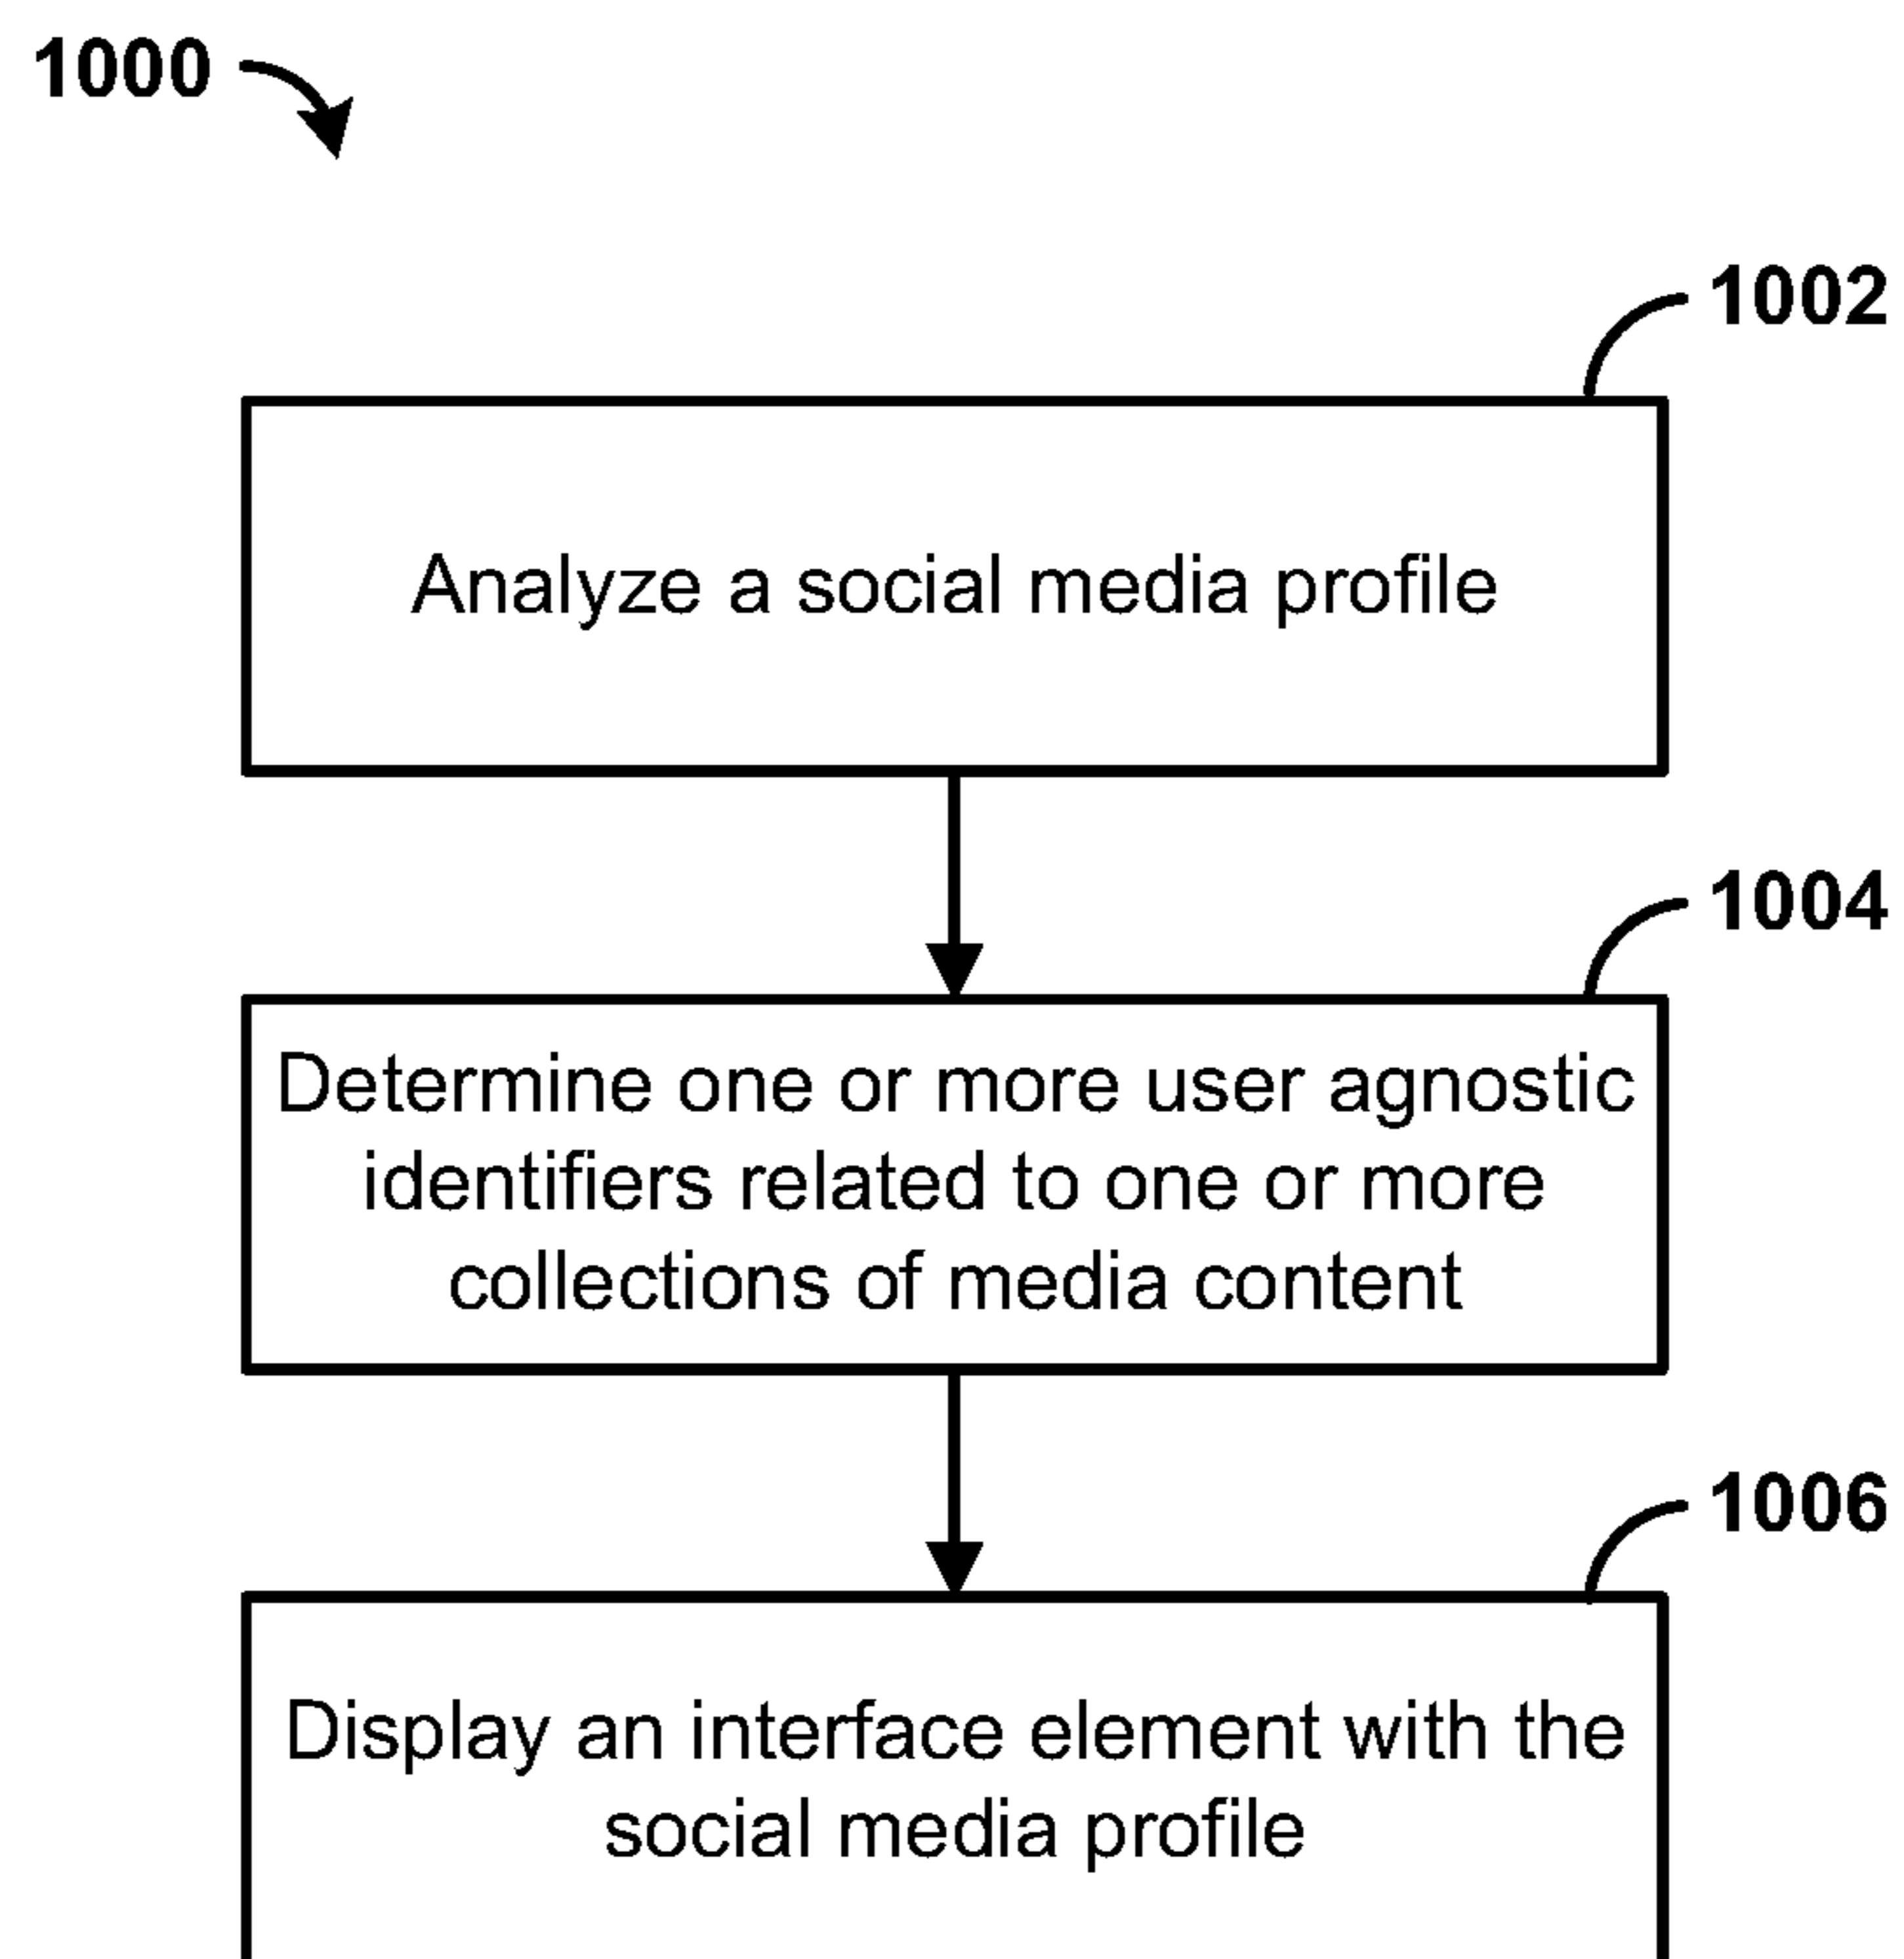 1000
1002
Analyze a social media profile
1004
Determine one or more user agnostic
identifiers related to one or more
collections of media content
1006
Display an interface element with the
social media profile